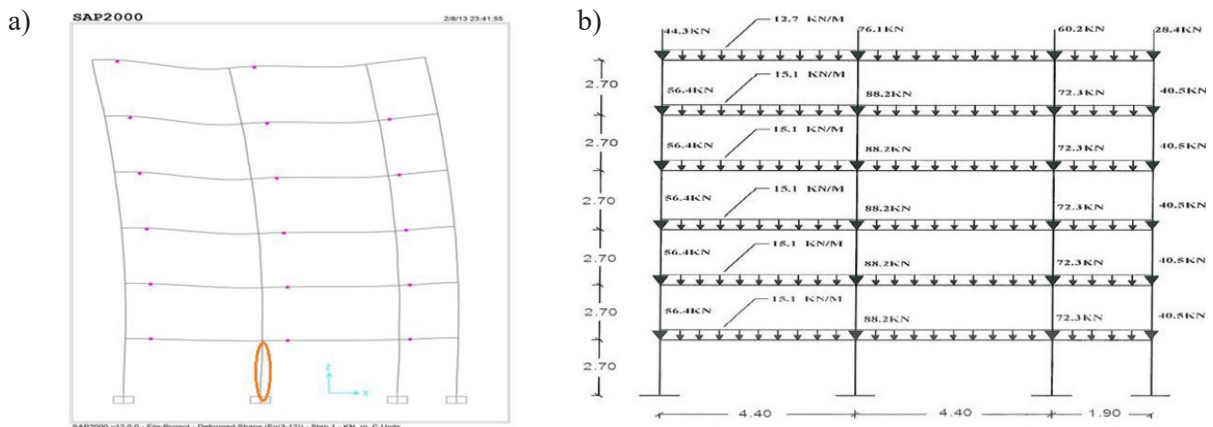 a)
SAP2000
2/8/13 23:41:55
Z
X
b)
12.7 KN/M
44.3KN
76.1KN
60.2KN
28.4KN
2.70
15.1 KN/M
56.4KN
88.2KN
72.3KN
40.5KN
2.70
15.1 KN/M
56.4KN
88.2KN
72.3KN
40.5KN
2.70
15.1 KN/M
56.4KN
88.2KN
72.3KN
40.5KN
2.70
15.1 KN/M
56.4KN
88.2KN
72.3KN
40.5KN
2.70
15.1 KN/M
56.4KN
88.2KN
72.3KN
40.5KN
2.70
4.40
4.40
1.90